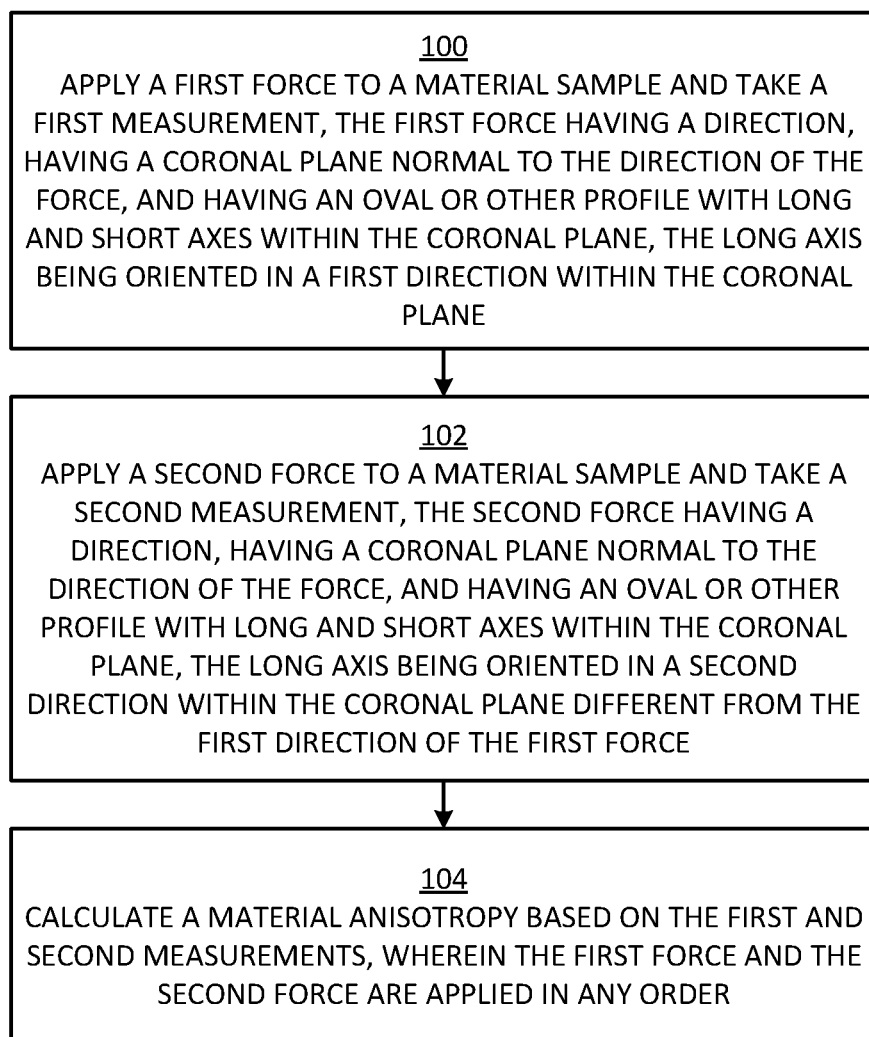 100
APPLY A FIRST FORCE TO A MATERIAL SAMPLE AND TAKE A
FIRST MEASUREMENT, THE FIRST FORCE HAVING A DIRECTION,
HAVING A CORONAL PLANE NORMAL TO THE DIRECTION OF THE
FORCE, AND HAVING AN OVAL OR OTHER PROFILE WITH LONG
AND SHORT AXES WITHIN THE CORONAL PLANE, THE LONG AXIS
BEING ORIENTED IN A FIRST DIRECTION WITHIN THE CORONAL
PLANE
102
APPLY A SECOND FORCE TO A MATERIAL SAMPLE AND TAKE A
SECOND MEASUREMENT, THE SECOND FORCE HAVING A
DIRECTION, HAVING A CORONAL PLANE NORMAL TO THE
DIRECTION OF THE FORCE, AND HAVING AN OVAL OR OTHER
PROFILE WITH LONG AND SHORT AXES WITHIN THE CORONAL
PLANE, THE LONG AXIS BEING ORIENTED IN A SECOND
DIRECTION WITHIN THE CORONAL PLANE DIFFERENT FROM THE
FIRST DIRECTION OF THE FIRST FORCE
104
CALCULATE A MATERIAL ANISOTROPY BASED ON THE FIRST AND
SECOND MEASUREMENTS, WHEREIN THE FIRST FORCE AND THE
SECOND FORCE ARE APPLIED IN ANY ORDER